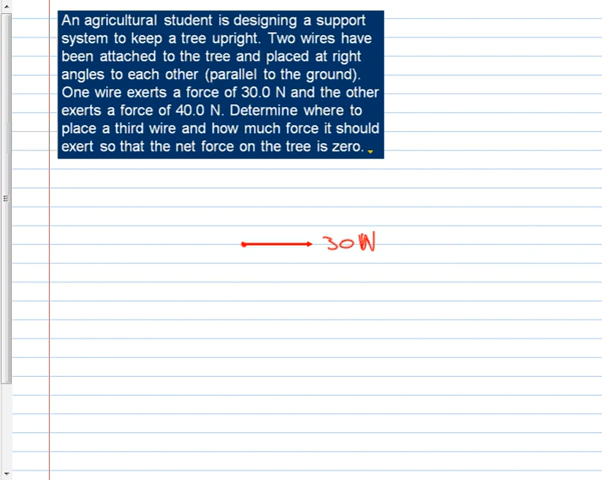 An agricultural student is designing a support
system to keep a tree upright. Two wires have
been attached to the tree and placed at right
angles to each other (parallel to the ground).
One wire exerts a force of 30.0 N and the other
exerts a force of 40.0 N. Determine where to
place a third wire and how much force it should
exert so that the net force on the tree is zero.
30N